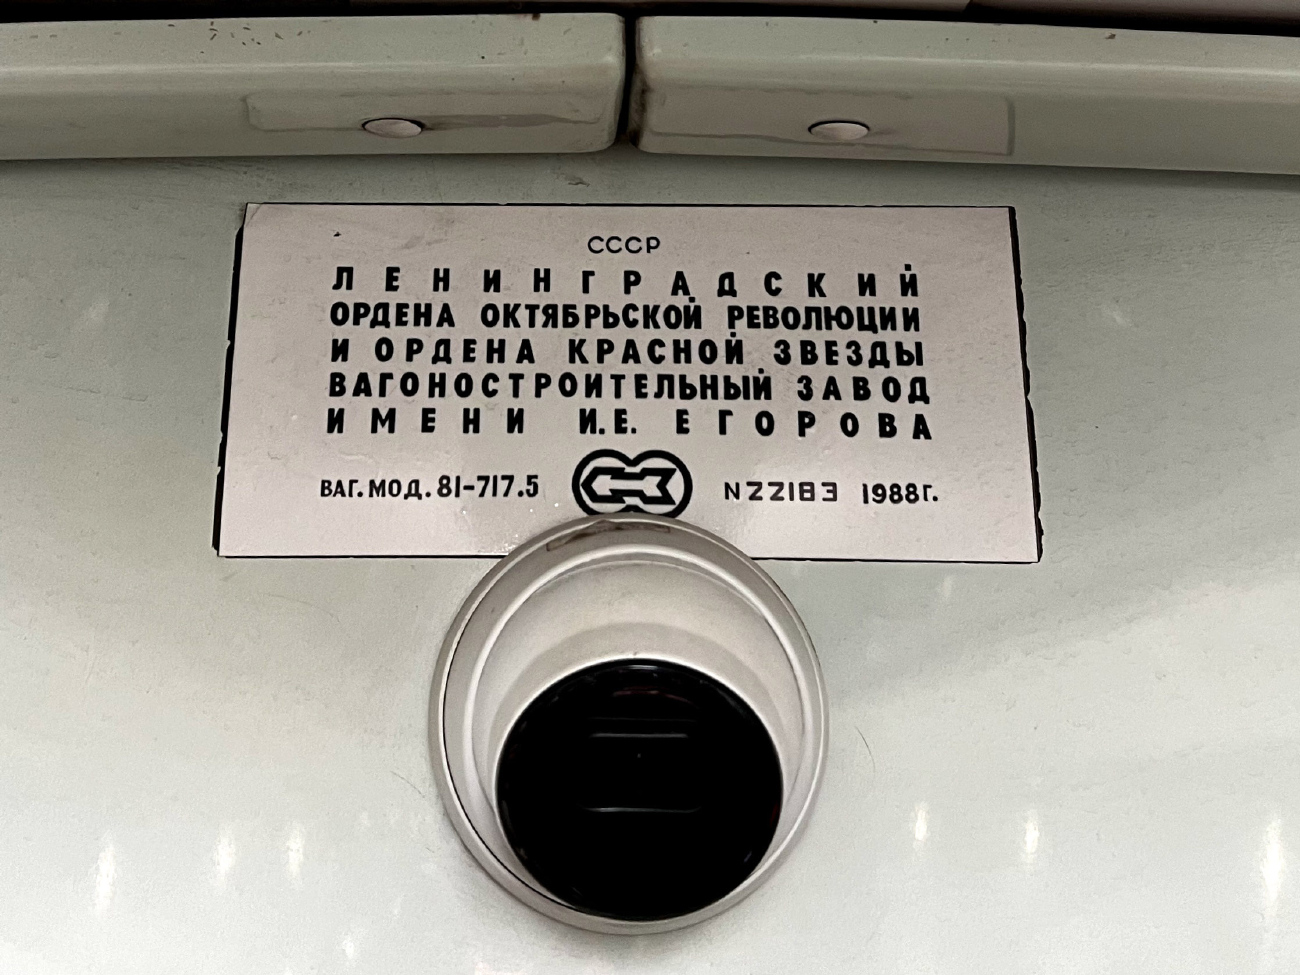 СССР
ЛЕНИНГРАДСКИЙ
ОРДЕНА ОКТЯБРЬСКОЙ РЕВОЛЮЦИИ
И ОРДЕНА КРАСНОЙ ЗВЕЗДЫ
ВАГОНОСТРОИТЕЛЬНЫЙ ЗАВОД
ИМЕНИ И.Е. ЕГОРОВА
ВАГ.МОД.81-717.5 N22183 1988г.